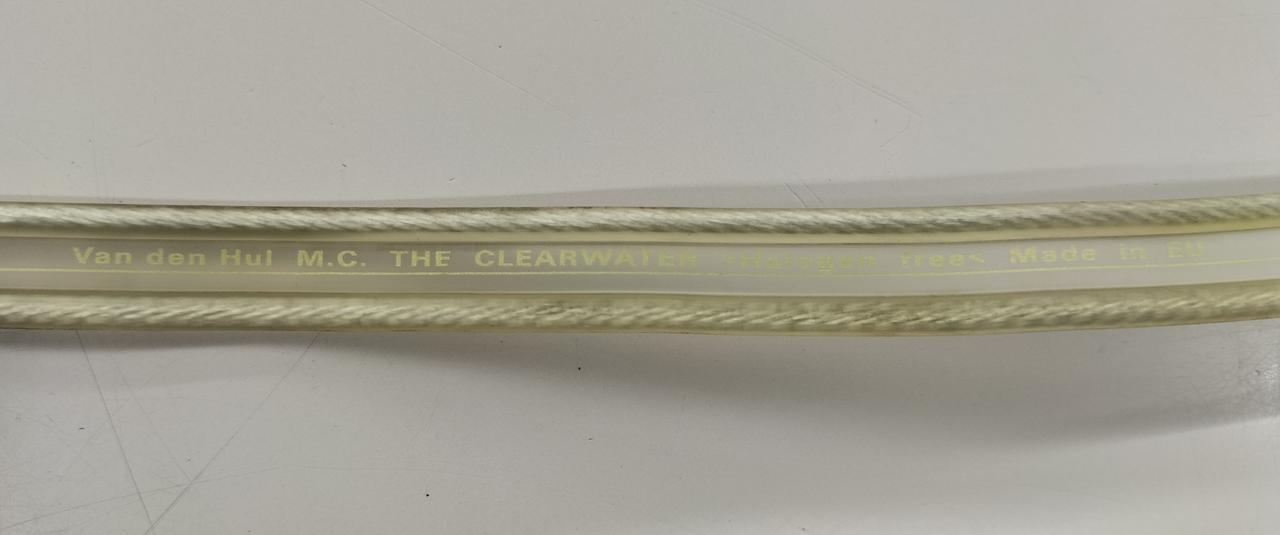 Van den Hul M.C. THE CLEARWATER >Halogen free< Made in EU